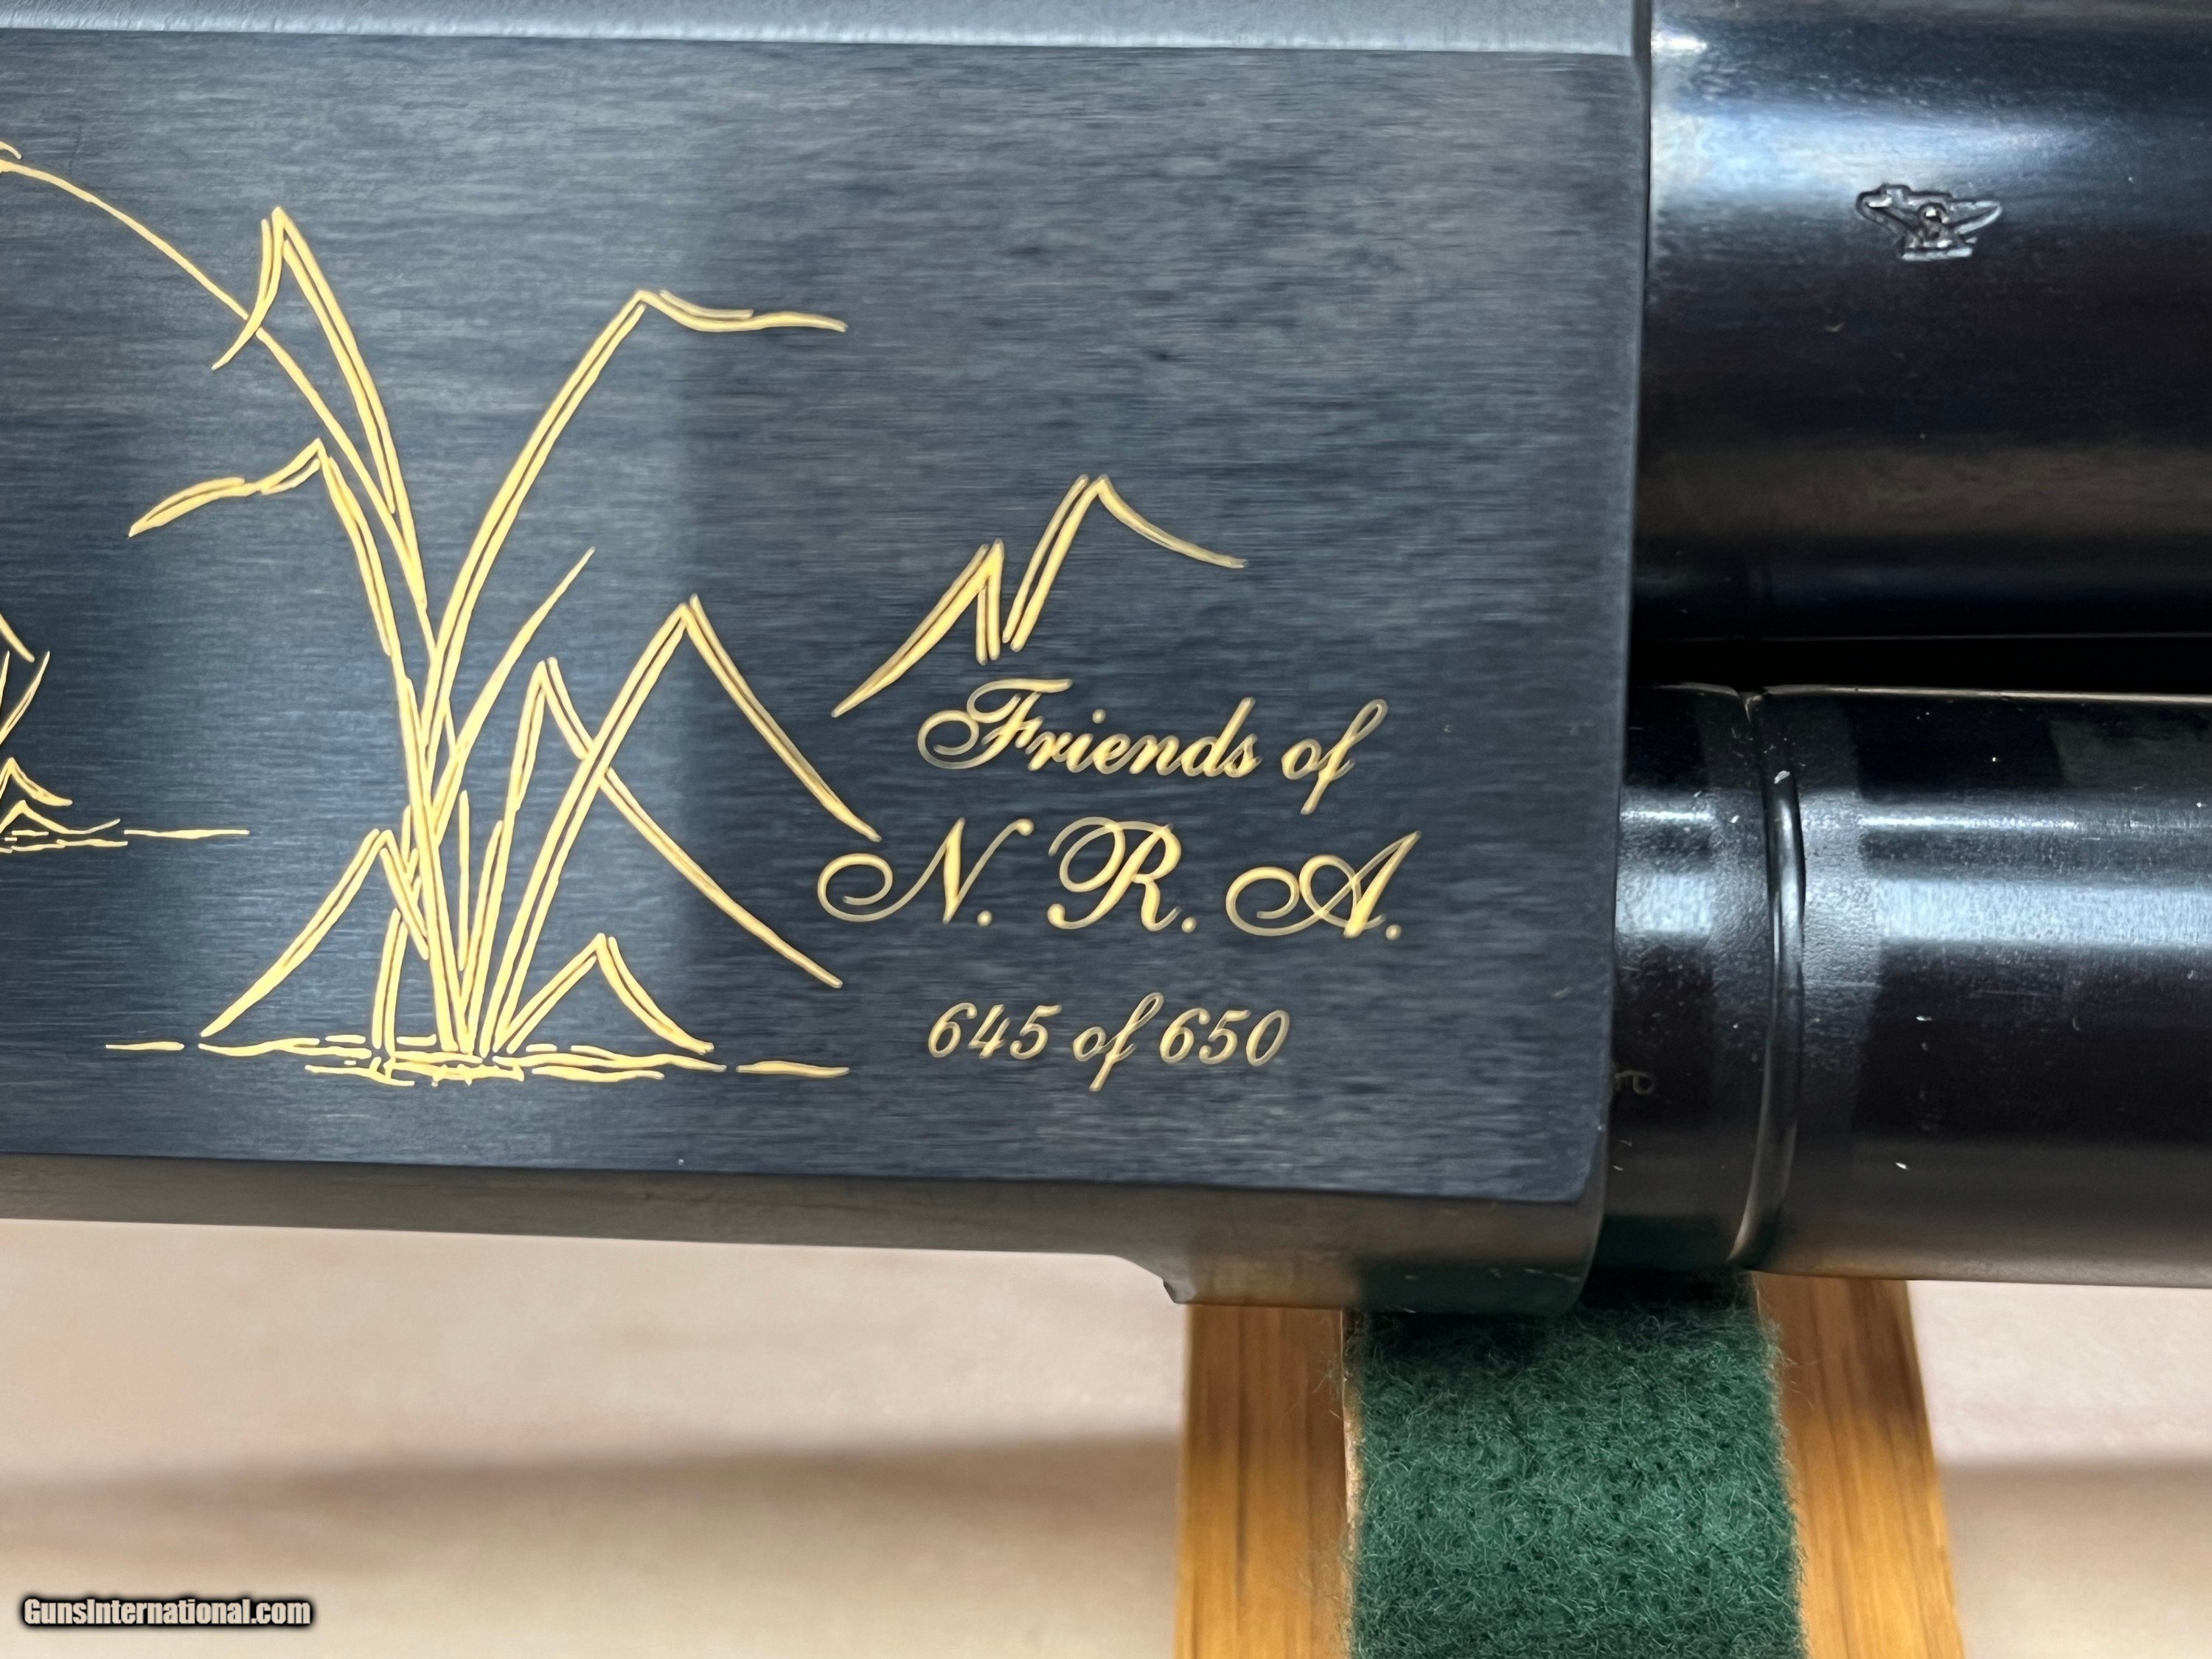 Friends of
N. R. A.
645 of 650
GunsInternational.com